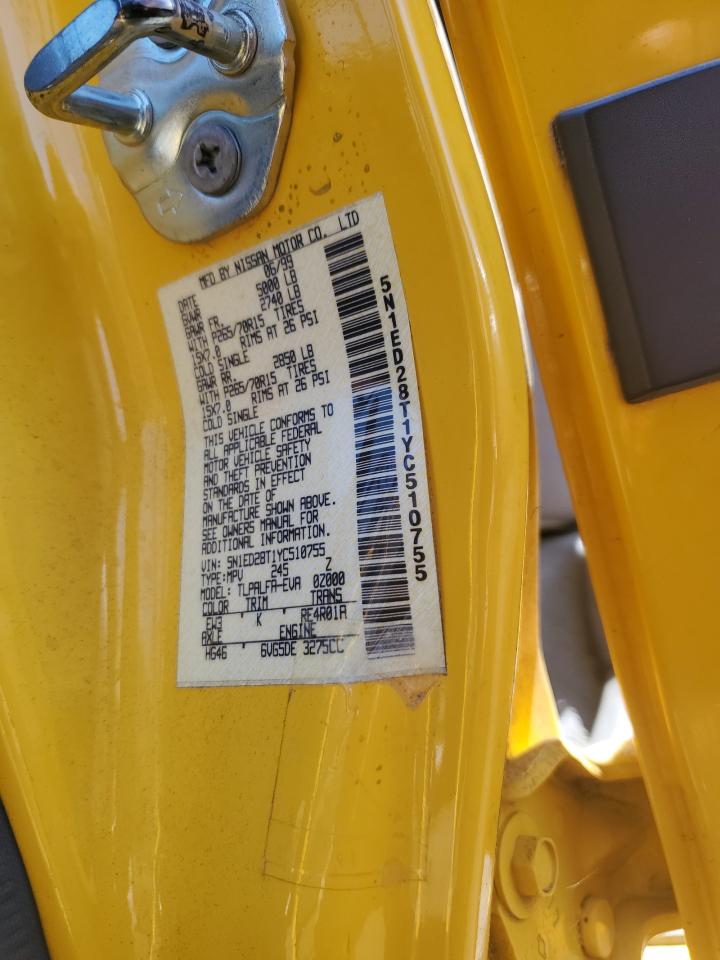 MFD BY NISSAN MOTOR CO. LTD
DATE 06/99
GVWR 5000 LB
GAWR FR. 2740 LB
WITH P265/70R15 TIRES
15X7.0 RIMS AT 26 PSI
COLD SINGLE
GAWR RR. 2850 LB
WITH P265/70R15 TIRES
15X7.0 RIMS AT 26 PSI
COLD SINGLE
THIS VEHICLE CONFORMS TO
ALL APPLICABLE FEDERAL
MOTOR VEHICLE SAFETY
AND THEFT PREVENTION
STANDARDS IN EFFECT
ON THE DATE OF
MANUFACTURE SHOWN ABOVE.
SEE OWNERS MANUAL FOR
ADDITIONAL INFORMATION.
VIN: 5N1ED28T1YC510755
TYPE:MPV 245 Z
MODEL: TLPALFA-EVA 0Z000
COLOR TRIM TRANS
EW3 K RE4R01A
AXLE ENGINE
HG46 6VG5DE 3275CC
5N1ED28T1YC510755